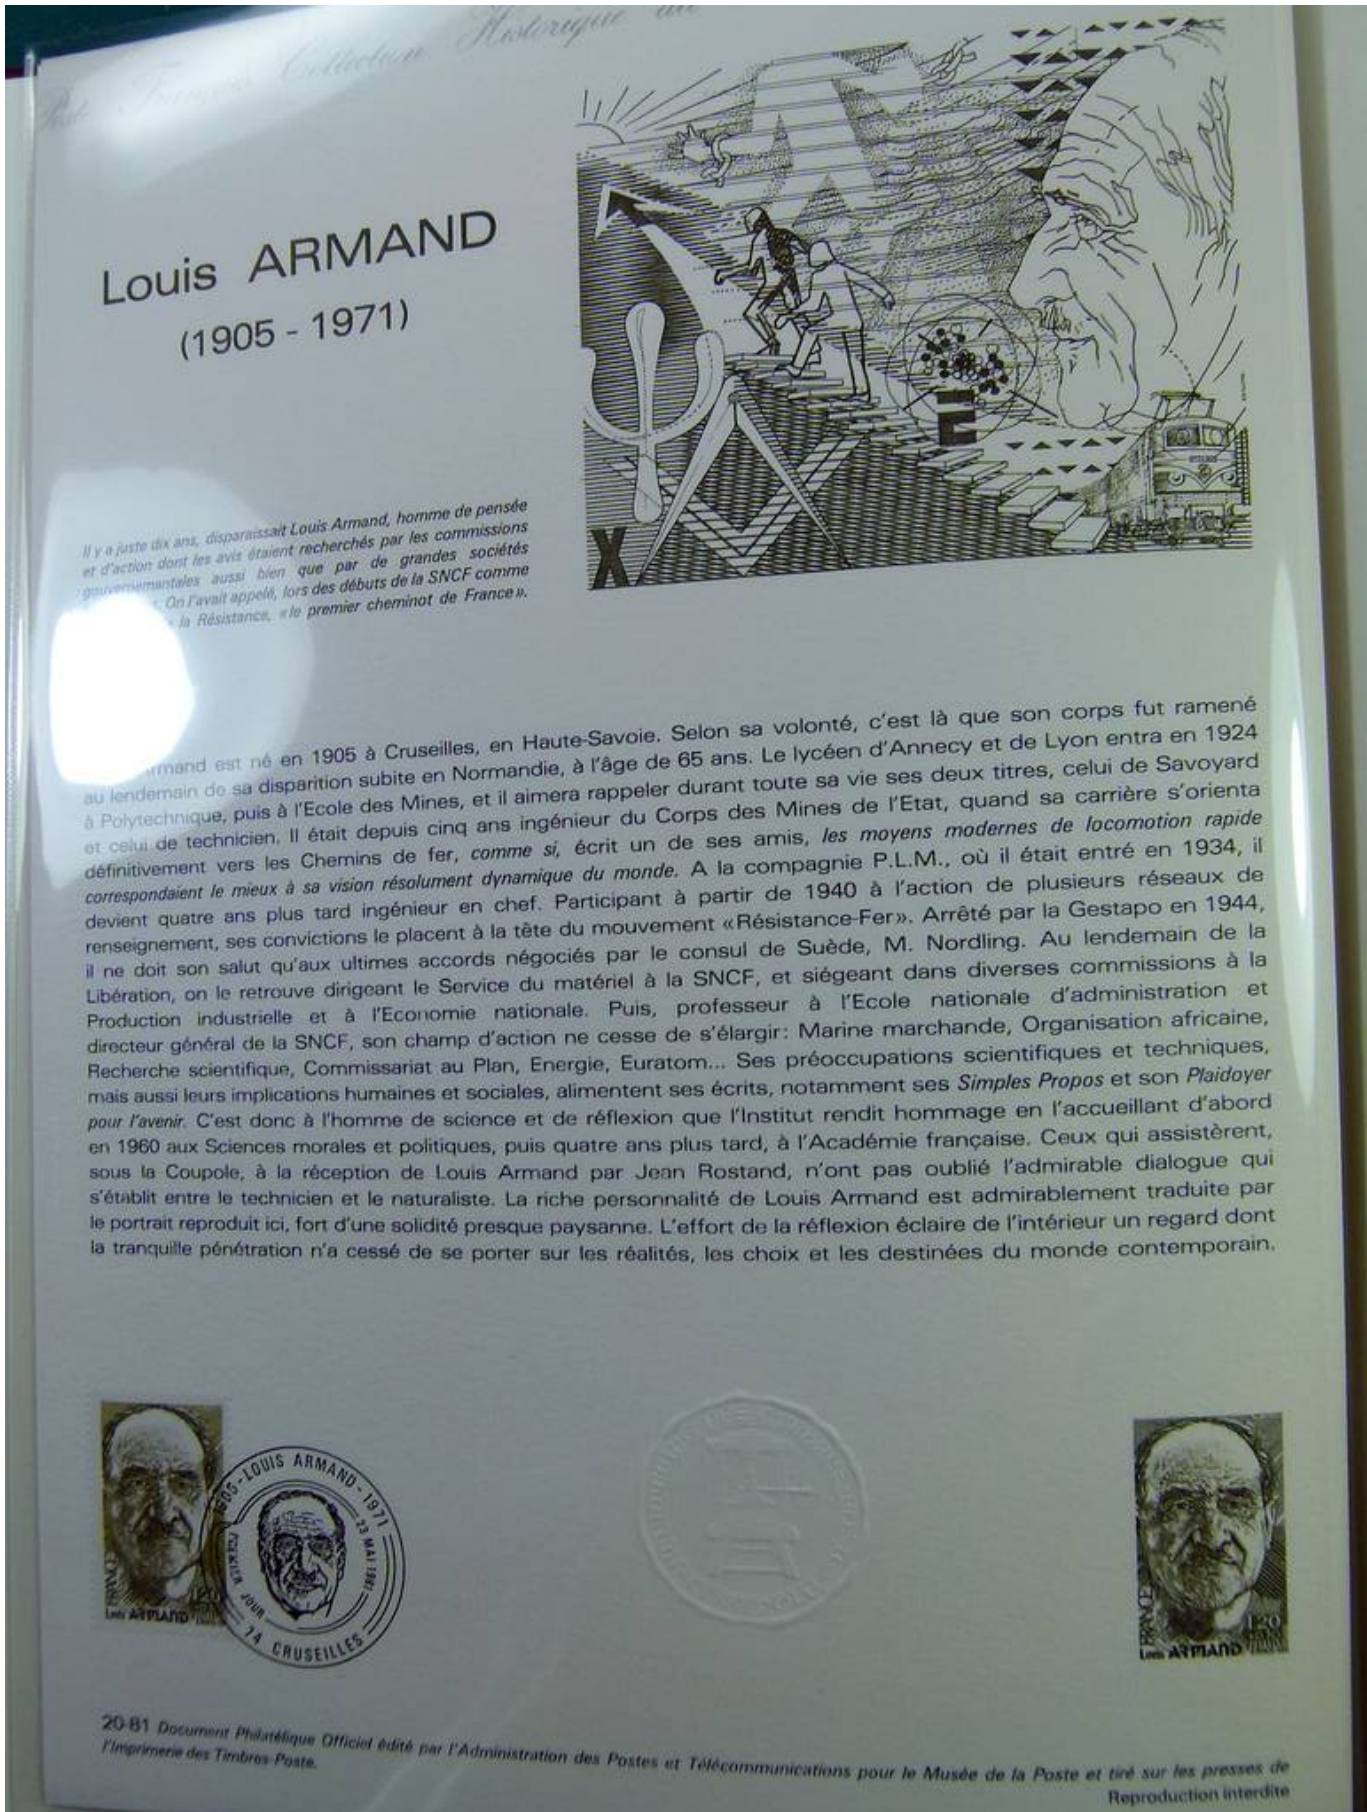 Collection Historique du
Louis ARMAND
(1905 - 1971)
X
E
Il y a juste dix ans, disparaissait Louis Armand, homme de pensée
et d'action dont les avis étaient recherchés par les commissions
gouvernementales aussi bien que par de grandes sociétés
On l'avait appelé, lors des débuts de la SNCF comme
la Résistance, «le premier cheminot de France».
Armand est né en 1905 à Cruseilles, en Haute-Savoie. Selon sa volonté, c'est là que son corps fut ramené
au lendemain de sa disparition subite en Normandie, à l'âge de 65 ans. Le lycéen d'Annecy et de Lyon entra en 1924
à Polytechnique, puis à l'Ecole des Mines, et il aimera rappeler durant toute sa vie ses deux titres, celui de Savoyard
et celui de technicien. Il était depuis cinq ans ingénieur du Corps des Mines de l'Etat, quand sa carrière s'orienta
définitivement vers les Chemins de fer, comme si, écrit un de ses amis, les moyens modernes de locomotion rapide
correspondaient le mieux à sa vision résolument dynamique du monde. A la compagnie P.L.M., où il était entré en 1934, il
devient quatre ans plus tard ingénieur en chef. Participant à partir de 1940 à l'action de plusieurs réseaux de
renseignement, ses convictions le placent à la tête du mouvement «Résistance-Fer». Arrêté par la Gestapo en 1944,
il ne doit son salut qu'aux ultimes accords négociés par le consul de Suède, M. Nordling. Au lendemain de la
Libération, on le retrouve dirigeant le Service du matériel à la SNCF, et siégeant dans diverses commissions à la
Production industrielle et à l'Economie nationale. Puis, professeur à l'Ecole nationale d'administration et
directeur général de la SNCF, son champ d'action ne cesse de s'élargir: Marine marchande, Organisation africaine,
Recherche scientifique, Commissariat au Plan, Energie, Euratom... Ses préoccupations scientifiques et techniques,
mais aussi leurs implications humaines et sociales, alimentent ses écrits, notamment ses Simples Propos et son Plaidoyer
pour l'avenir. C'est donc à l'homme de science et de réflexion que l'Institut rendit hommage en l'accueillant d'abord
en 1960 aux Sciences morales et politiques, puis quatre ans plus tard, à l'Académie française. Ceux qui assistèrent,
sous la Coupole, à la réception de Louis Armand par Jean Rostand, n'ont pas oublié l'admirable dialogue qui
s'établit entre le technicien et le naturaliste. La riche personnalité de Louis Armand est admirablement traduite par
le portrait reproduit ici, fort d'une solidité presque paysanne. L'effort de la réflexion éclaire de l'intérieur un regard dont
la tranquille pénétration n'a cessé de se porter sur les réalités, les choix et les destinées du monde contemporain.
FRANCE
Louis ARMAND
1905 - LOUIS ARMAND - 1971
23 MAI 1981
PREMIER JOUR
74 CRUSEILLES
FRANCE
1,20
Louis ARMAND
20-81 Document Philatélique Officiel édité par l'Administration des Postes et Télécommunications pour le Musée de la Poste et tiré sur les presses de
l'Imprimerie des Timbres-Poste.
Reproduction interdite